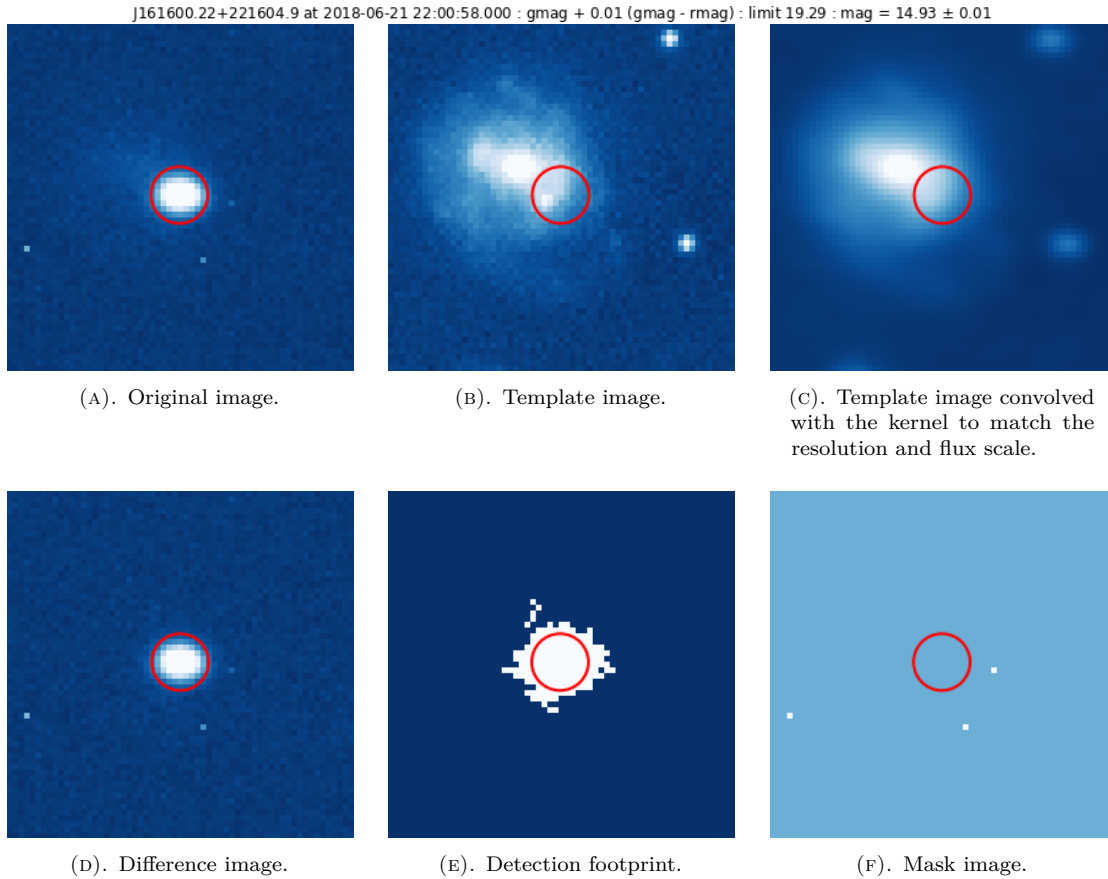 J161600.22+221604.9 at 2018-06-21 22:00:58.000 : gmag + 0.01 (gmag - rmag) : limit 19.29 : mag = 14.93 ± 0.01
(A). Original image.
(B). Template image.
(C). Template image convolved
with the kernel to match the
resolution and flux scale.
(D). Difference image.
(E). Detection footprint.
(F). Mask image.